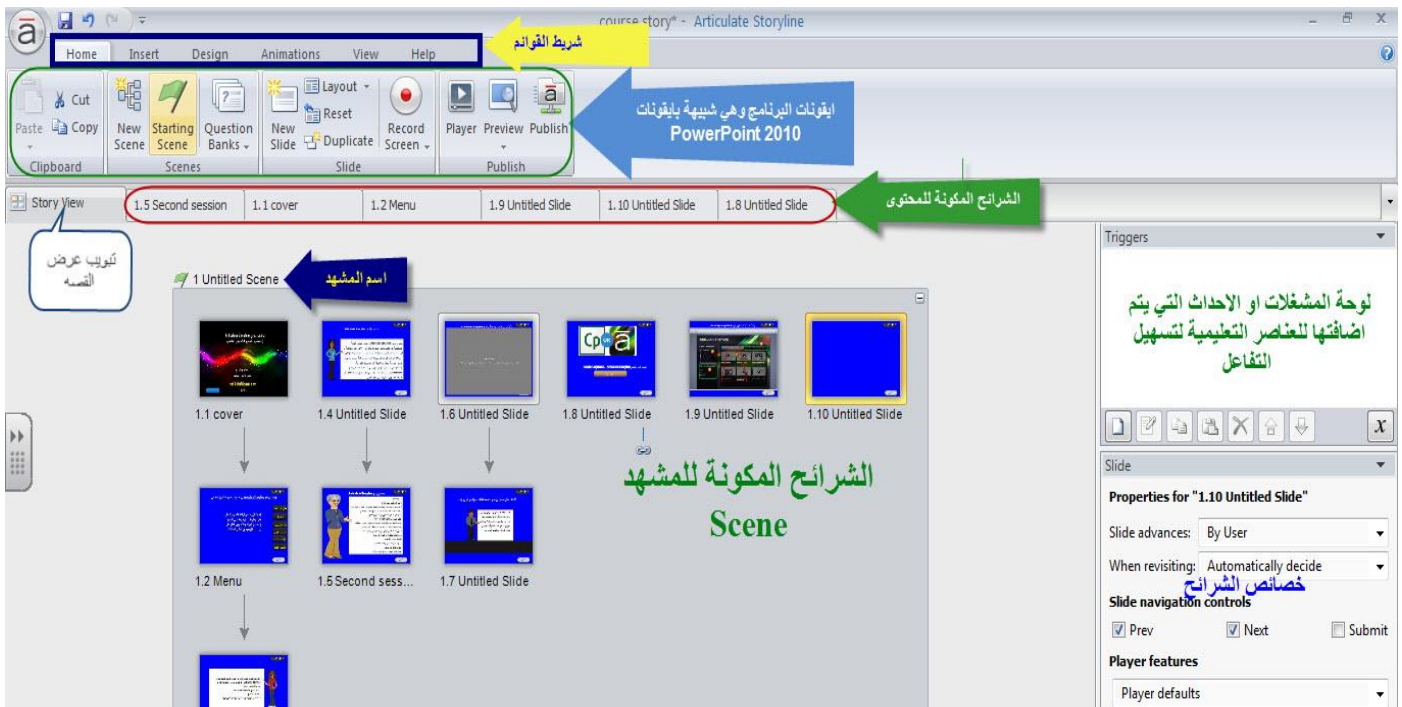 course story* - Articulate Storyline
Home Insert Design Animations View Help
شريط القوائم
Paste
Cut
Copy
Clipboard
New Scene
Starting Scene
Question Banks
Scenes
New Slide
Layout
Reset
Duplicate
Record Screen
Slide
Player
Preview
Publish
Publish
ايقونات البرنامج وهي شبيهة بايقونات
PowerPoint 2010
Story View
1.5 Second session
1.1 cover
1.2 Menu
1.9 Untitled Slide
1.10 Untitled Slide
1.8 Untitled Slide
الشرائح المكونة للمحتوى
تبويب عرض
القصه
1 Untitled Scene
اسم المشهد
1.1 cover
1.4 Untitled Slide
1.6 Untitled Slide
Cp
OR
1.8 Untitled Slide
1.9 Untitled Slide
1.10 Untitled Slide
الشرائح المكونة للمشهد
Scene
1.2 Menu
1.5 Second sess...
1.7 Untitled Slide
Triggers
لوحة المشغلات او الاحداث التي يتم
اضافتها للعناصر التعليمية لتسهيل
التفاعل
Slide
Properties for "1.10 Untitled Slide"
Slide advances: By User
When revisiting: Automatically decide
خصائص الشرائح
Slide navigation controls
Prev Next Submit
Player features
Player defaults